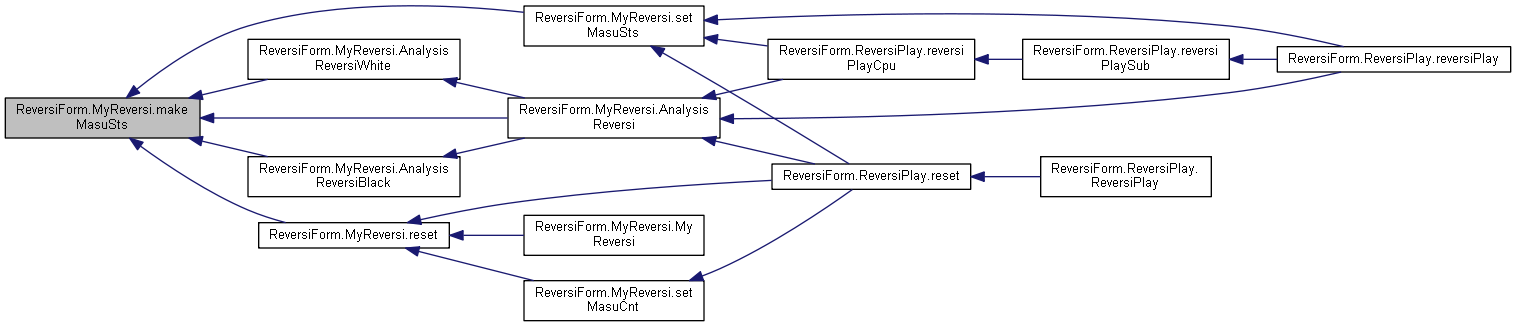 ReversiForm.MyReversi.make
MasuSts
ReversiForm.MyReversi.set
MasuSts
ReversiForm.MyReversi.Analysis
ReversiWhite
ReversiForm.MyReversi.Analysis
Reversi
ReversiForm.MyReversi.Analysis
ReversiBlack
ReversiForm.MyReversi.reset
ReversiForm.MyReversi.My
Reversi
ReversiForm.MyReversi.set
MasuCnt
ReversiForm.ReversiPlay.reversi
PlayCpu
ReversiForm.ReversiPlay.reversi
PlaySub
ReversiForm.ReversiPlay.reversiPlay
ReversiForm.ReversiPlay.reset
ReversiForm.ReversiPlay.
ReversiPlay